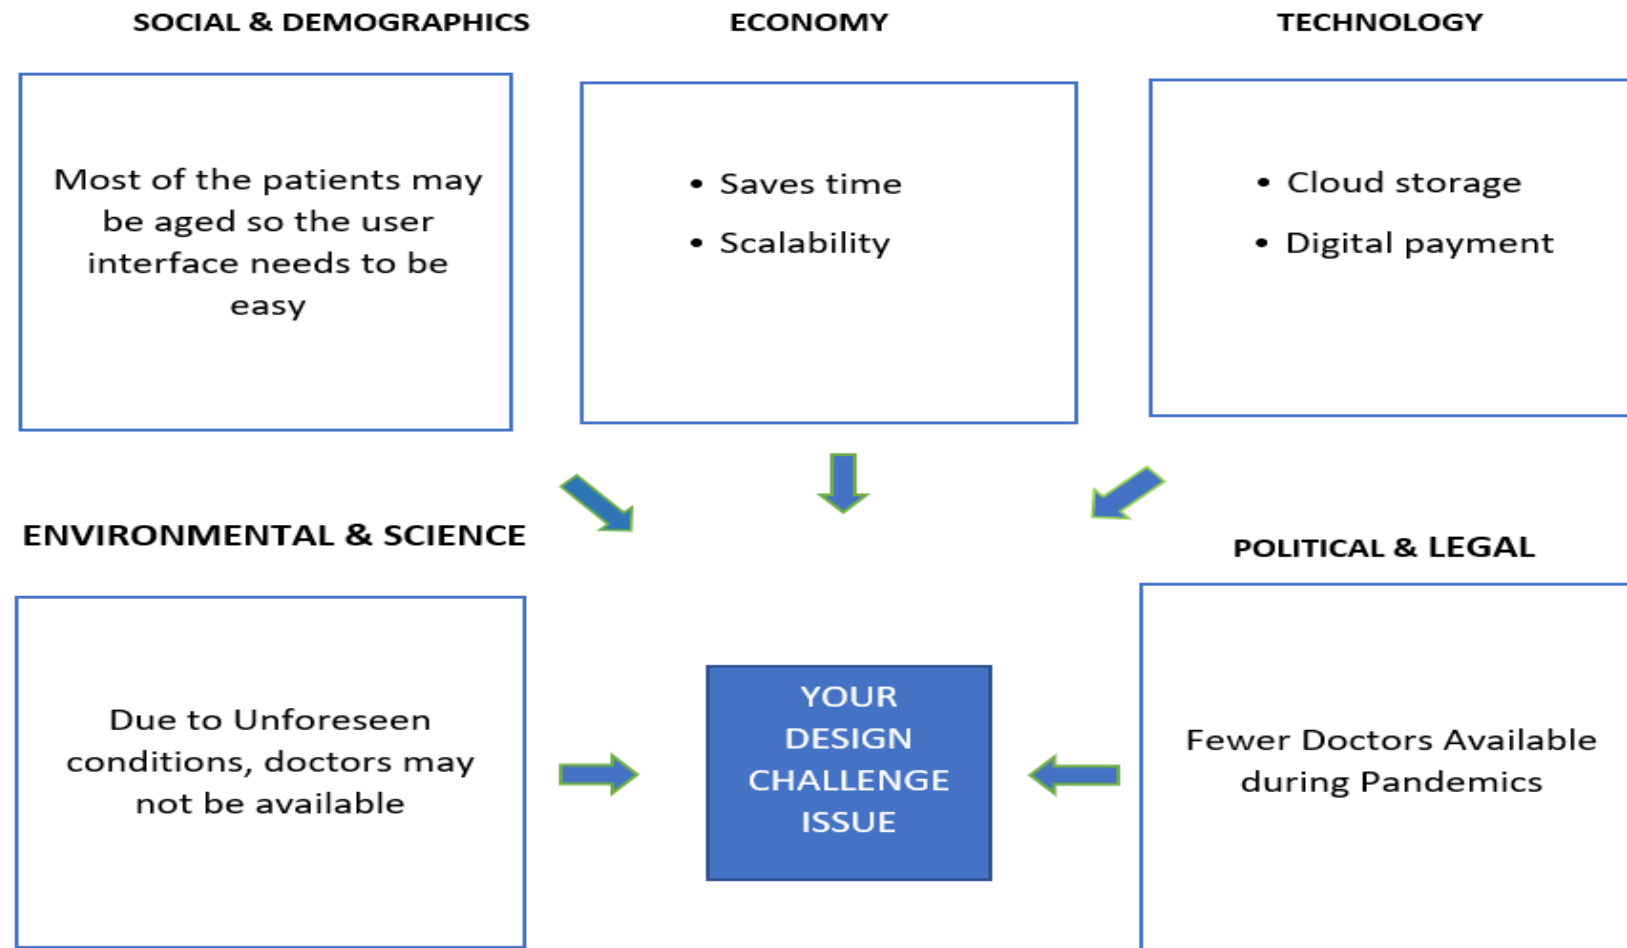 SOCIAL & DEMOGRAPHICS
ECONOMY
TECHNOLOGY
Most of the patients may
be aged so the user
interface needs to be
easy
• Saves time
• Scalability
• Cloud storage
• Digital payment
ENVIRONMENTAL & SCIENCE
POLITICAL & LEGAL
Due to Unforeseen
conditions, doctors may
not be available
YOUR
DESIGN
CHALLENGE
ISSUE
Fewer Doctors Available
during Pandemics